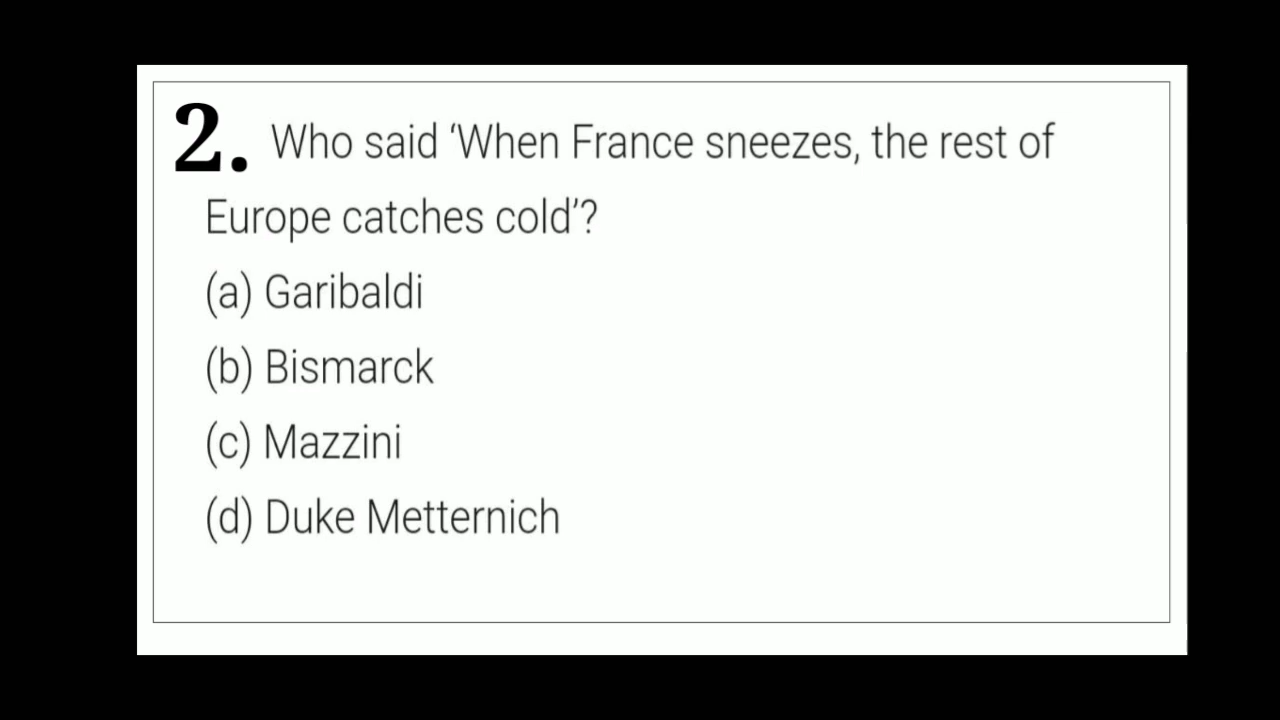 2. Who said ‘When France sneezes, the rest of
Europe catches cold’?
(a) Garibaldi
(b) Bismarck
(c) Mazzini
(d) Duke Metternich